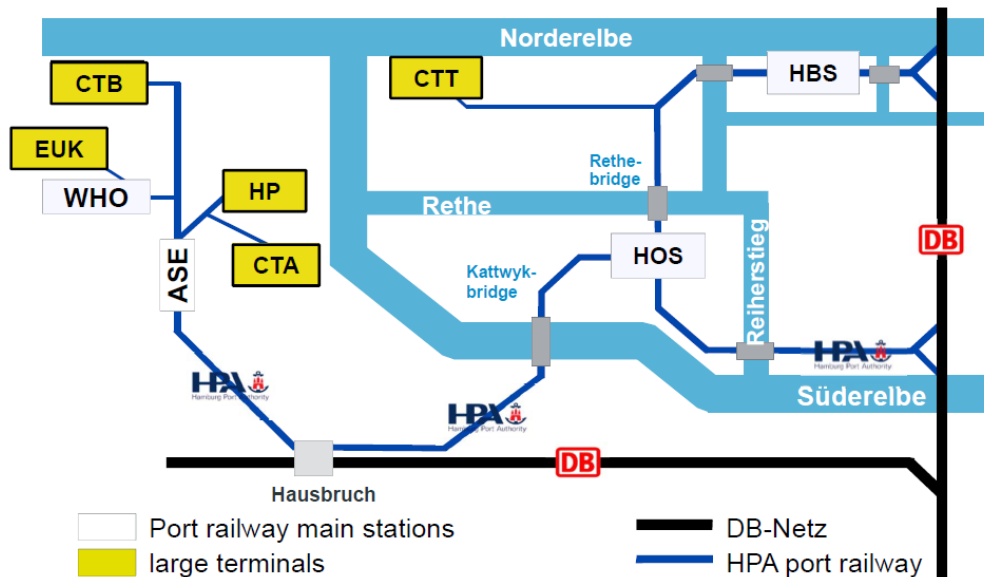 Norderelbe
CTB
CTT
HBS
EUK
WHO
HP
Rethe-
bridge
Rethe
CTA
ASE
HOS
Kattwyk-
bridge
Reiherstieg
DB
HPA
Hamburg Port Authority
HPA
Hamburg Port Authority
HPA
Hamburg Port Authority
Süderelbe
DB
Hausbruch
Port railway main stations
DB-Netz
large terminals
HPA port railway